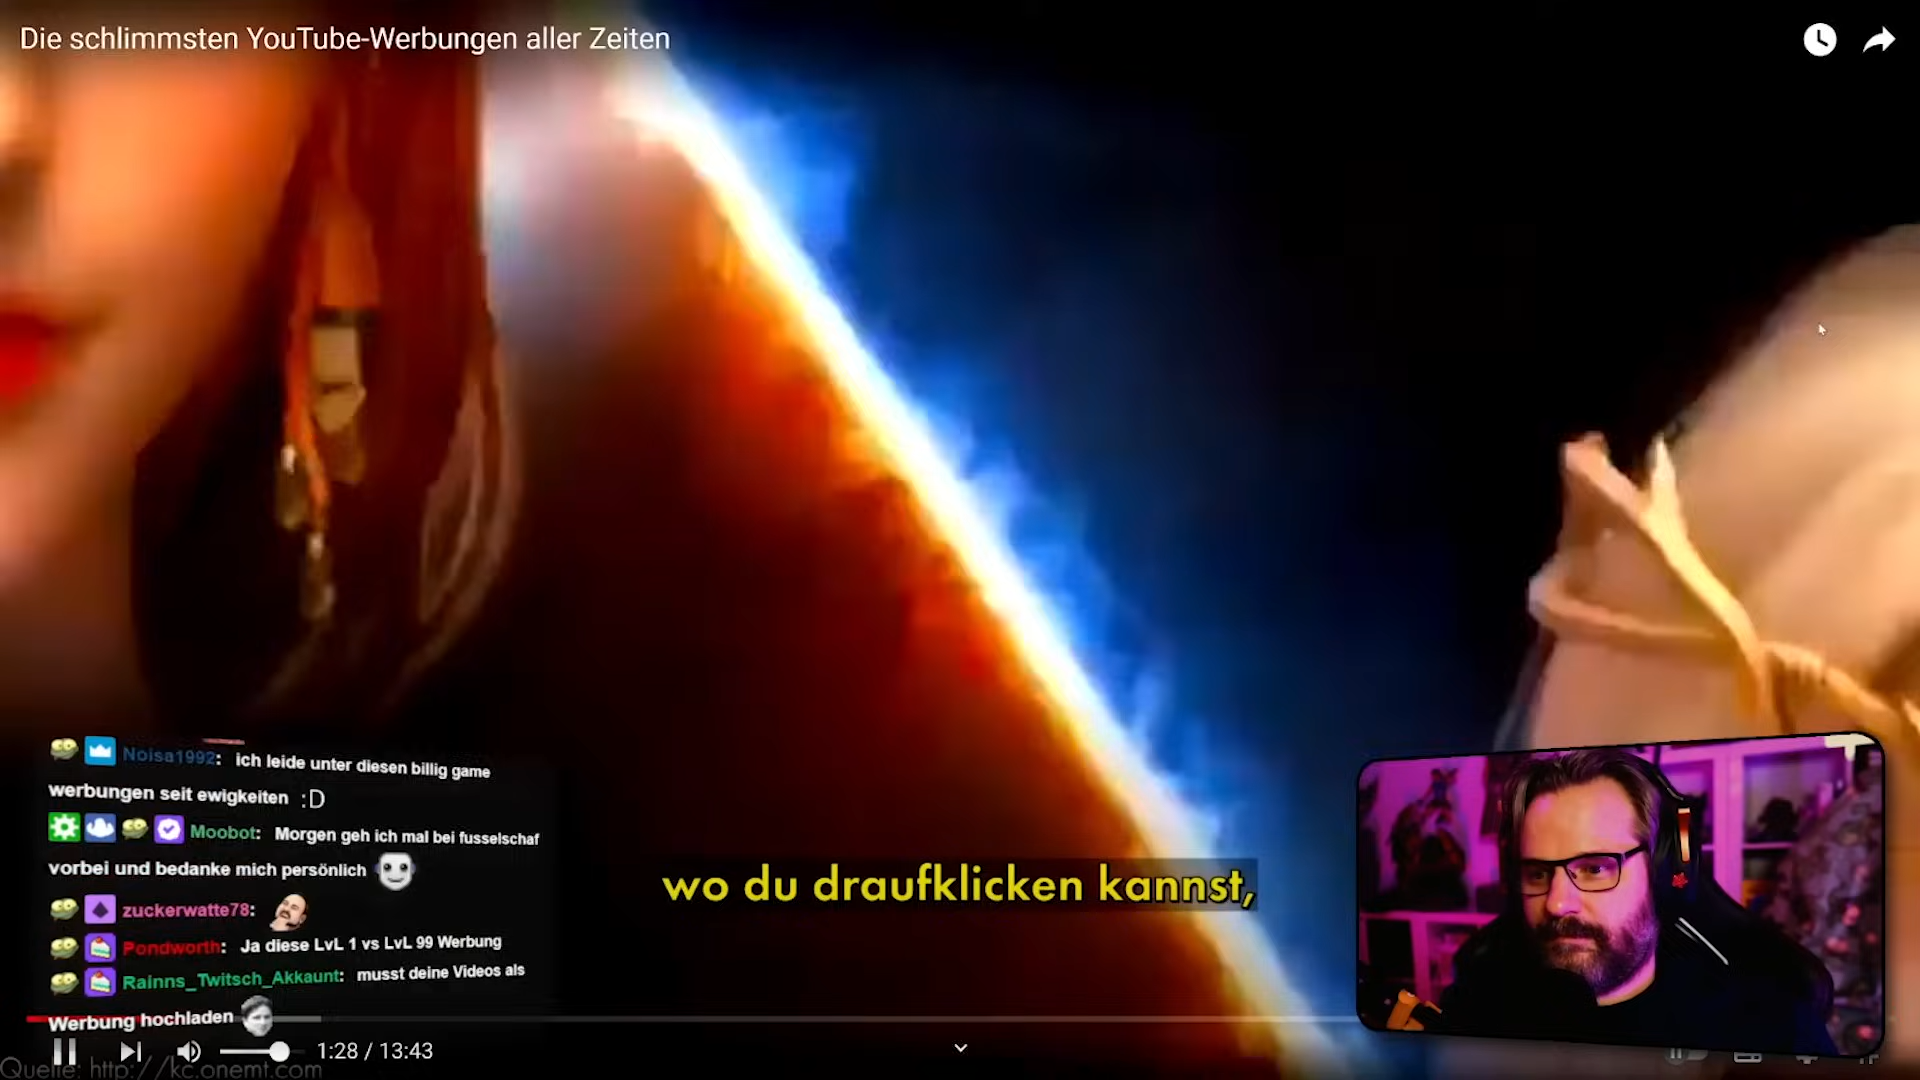 Die schlimmsten YouTube-Werbungen aller Zeiten
Noisa1992: Ich leide unter diesen billig game
werbungen seit ewigkeiten :D
Moobot: Morgen geh ich mal bei fusselschaf
vorbei und bedanke mich persönlich
zuckerwatte78:
Pondworth: Ja diese LvL 1 vs LvL 99 Werbung
Rainns_Twitsch_Akkaunt: musst deine Videos als
Werbung hochladen
wo du draufklicken kannst,
1:28 / 13:43
Quelle: http://kc.onemt.com